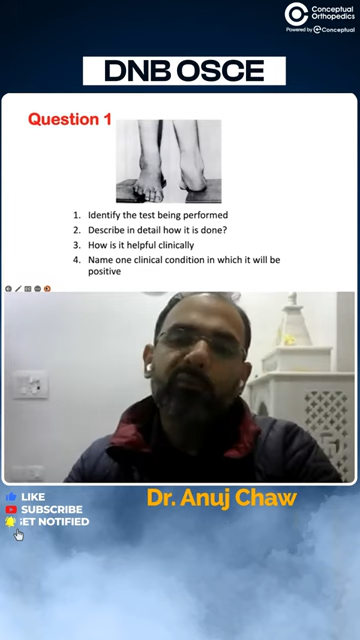 Conceptual
Orthopedics
Powered by Conceptual
DNB OSCE
Question 1
1. Identify the test being performed
2. Describe in detail how it is done?
3. How is it helpful clinically
4. Name one clinical condition in which it will be
positive
Dr. Anuj Chaw
LIKE
SUBSCRIBE
GET NOTIFIED